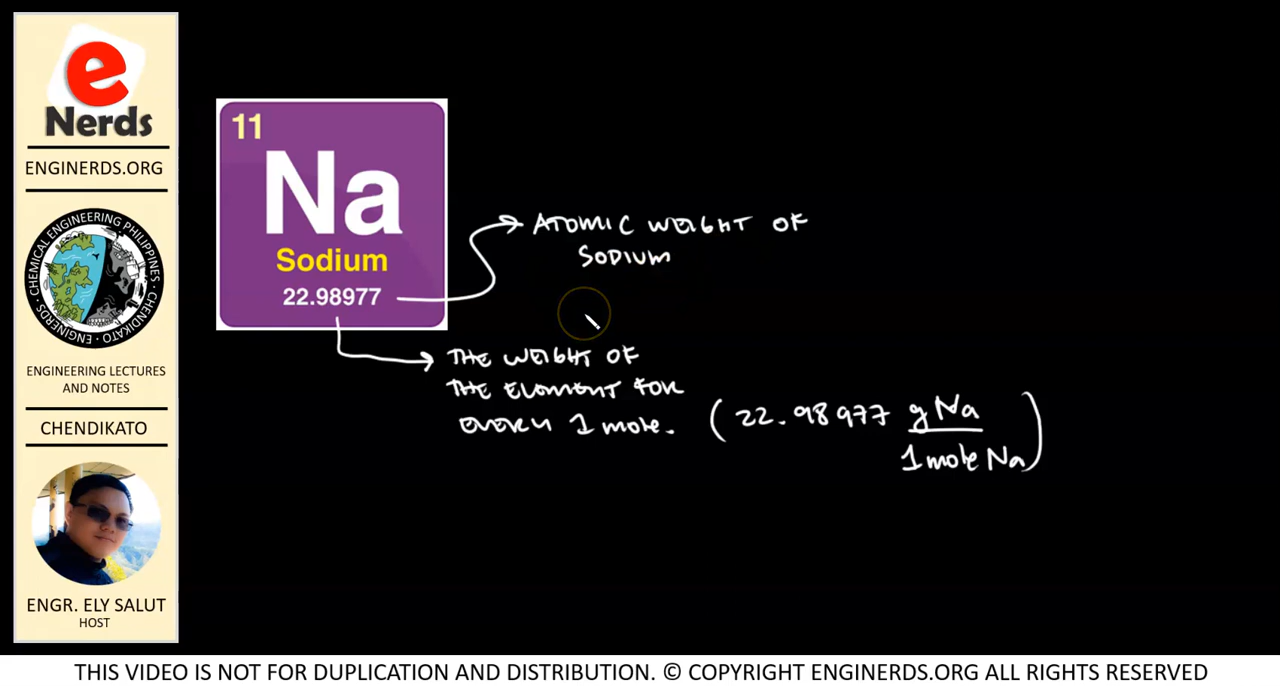 e
Nerds
ENGINERDS.ORG
CHEMICAL ENGINEERING PHILIPPINES
CHENDIKATO · ENGINERDS
ENGINEERING LECTURES
AND NOTES
CHENDIKATO
ENGR. ELY SALUT
HOST
11
Na
Sodium
22.98977
ATOMIC WEIGHT OF
SODIUM
THE WEIGHT OF
THE ELEMENT FOR
EVERY 1 mole. (22.98977 g Na
1 mole Na)
THIS VIDEO IS NOT FOR DUPLICATION AND DISTRIBUTION. © COPYRIGHT ENGINERDS.ORG ALL RIGHTS RESERVED